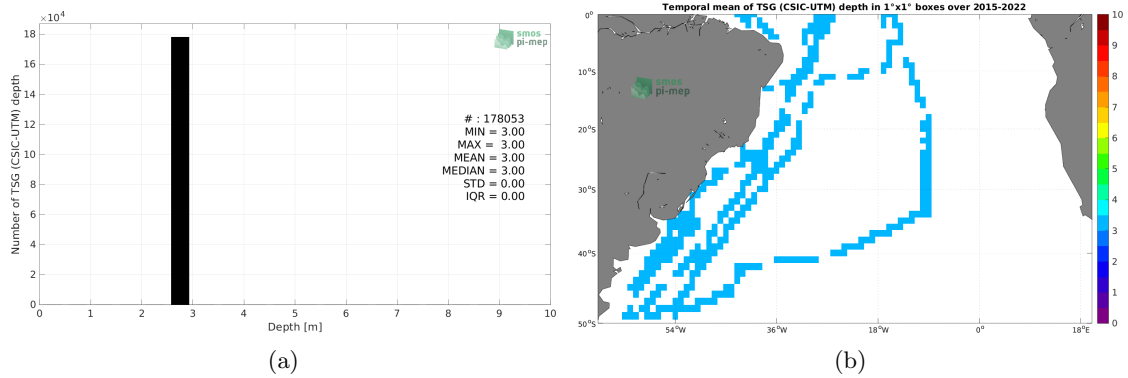 ×10⁴
18
16
14
12
10
8
6
4
2
0
Number of TSG (CSIC-UTM) depth
smos
pi-mep
# : 178053
MIN = 3.00
MAX = 3.00
MEAN = 3.00
MEDIAN = 3.00
STD = 0.00
IQR = 0.00
0 1 2 3 4 5 6 7 8 9 10
Depth [m]
(a)
Temporal mean of TSG (CSIC-UTM) depth in 1°x1° boxes over 2015-2022
0°
10°S
20°S
30°S
40°S
50°S
smos
pi-mep
54°W 36°W 18°W 0° 18°E
10
9
8
7
6
5
4
3
2
1
0
(b)